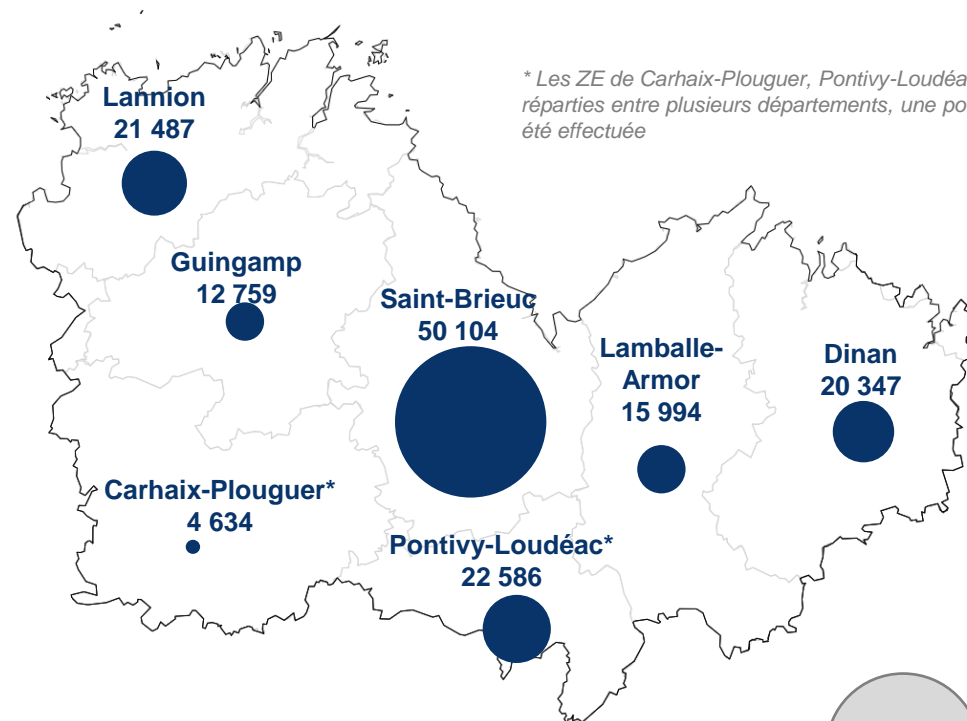 * Les ZE de Carhaix-Plouguer, Pontivy-Loudéa
réparties entre plusieurs départements, une po
été effectuée
Lannion
21 487
Guingamp
12 759
Saint-Brieuc
50 104
Lamballe-
Armor
15 994
Dinan
20 347
Carhaix-Plouguer*
4 634
Pontivy-Loudéac*
22 586